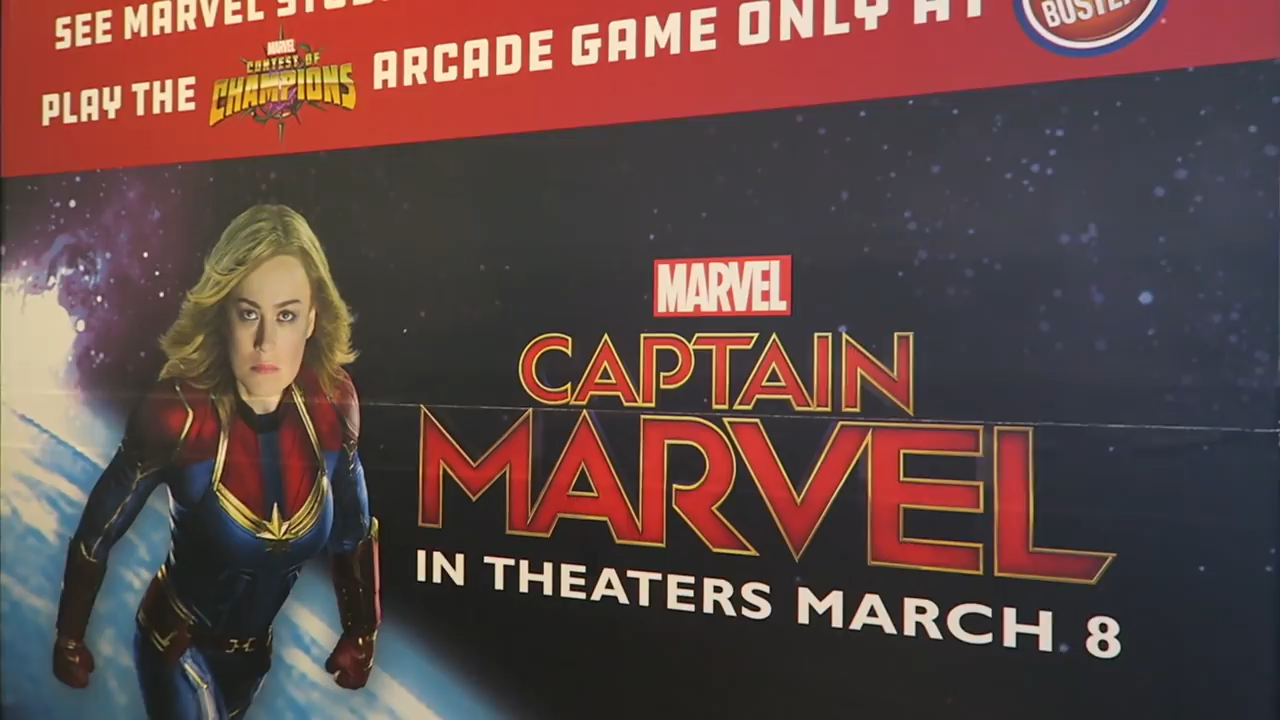 SEE MARVEL
PLAY THE MARVEL CONTEST OF CHAMPIONS ARCADE GAME ONLY AT
MARVEL
CAPTAIN
MARVEL
IN THEATERS MARCH 8